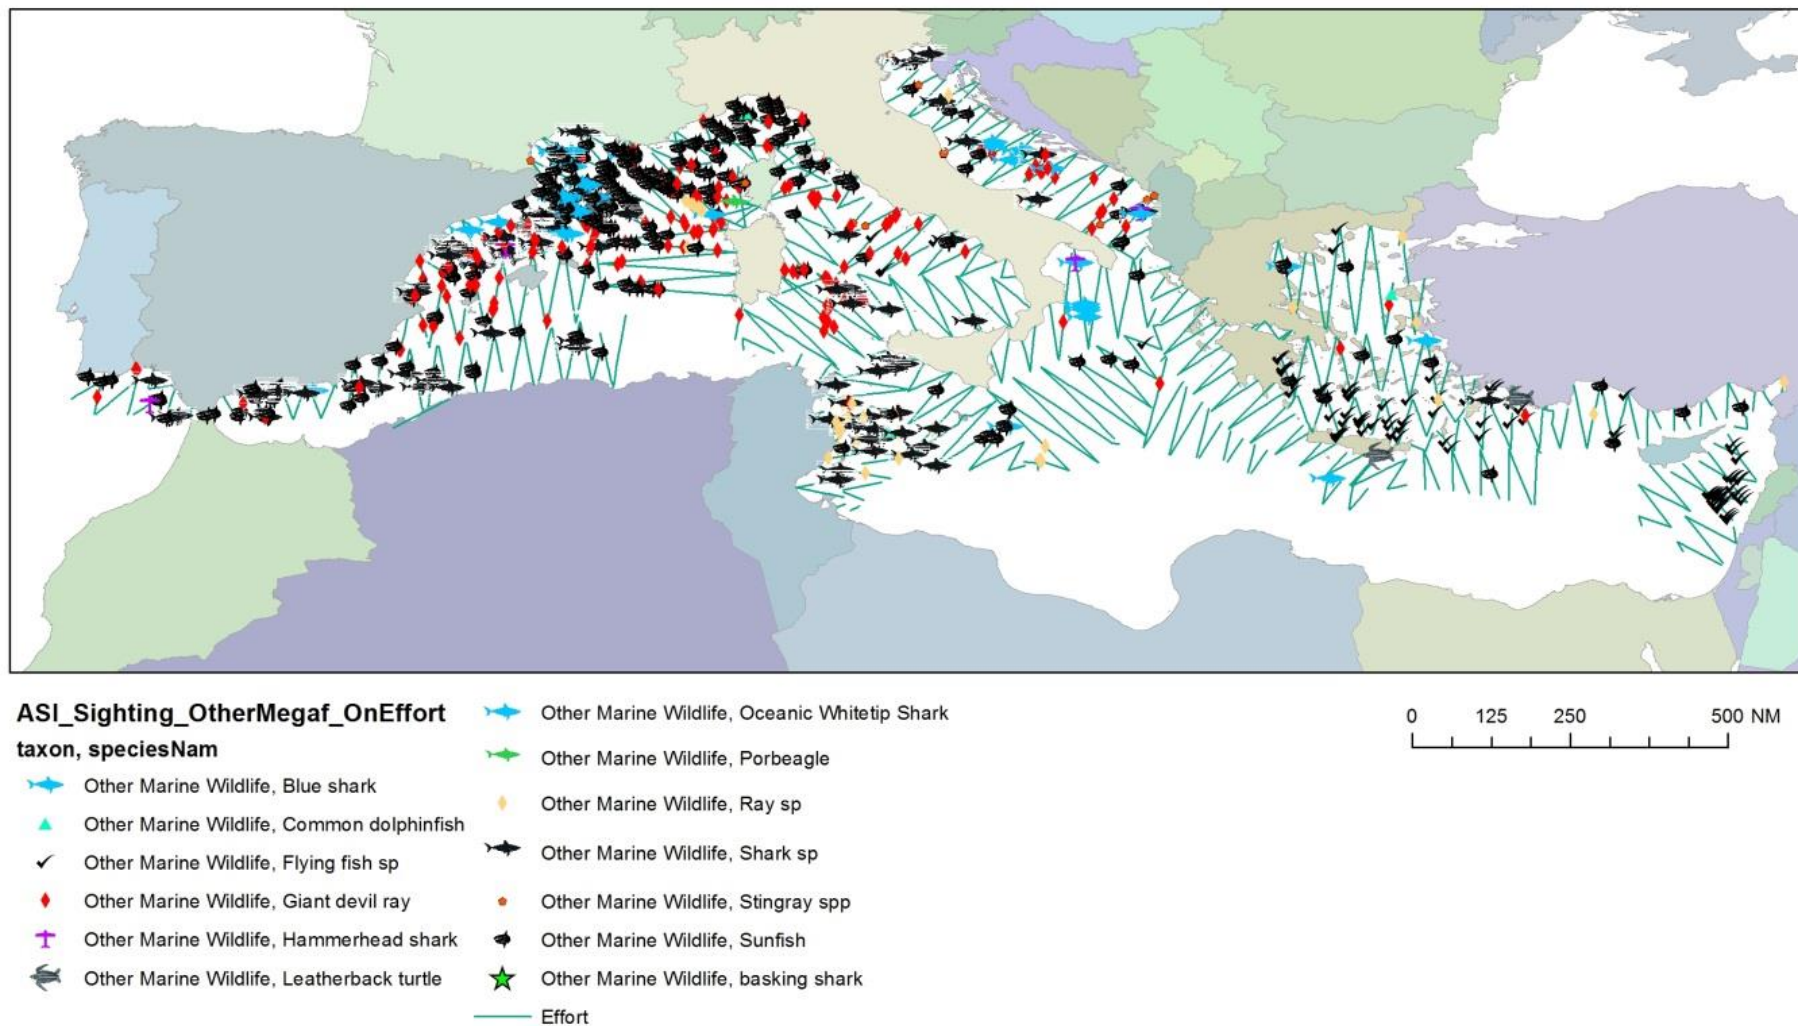 ASI_Sighting_OtherMegaf_OnEffort
taxon, speciesNam
Other Marine Wildlife, Blue shark
Other Marine Wildlife, Common dolphinfish
Other Marine Wildlife, Flying fish sp
Other Marine Wildlife, Giant devil ray
Other Marine Wildlife, Hammerhead shark
Other Marine Wildlife, Leatherback turtle
Other Marine Wildlife, Oceanic Whitetip Shark
Other Marine Wildlife, Porbeagle
Other Marine Wildlife, Ray sp
Other Marine Wildlife, Shark sp
Other Marine Wildlife, Stingray spp
Other Marine Wildlife, Sunfish
Other Marine Wildlife, basking shark
Effort
0 125 250 500 NM